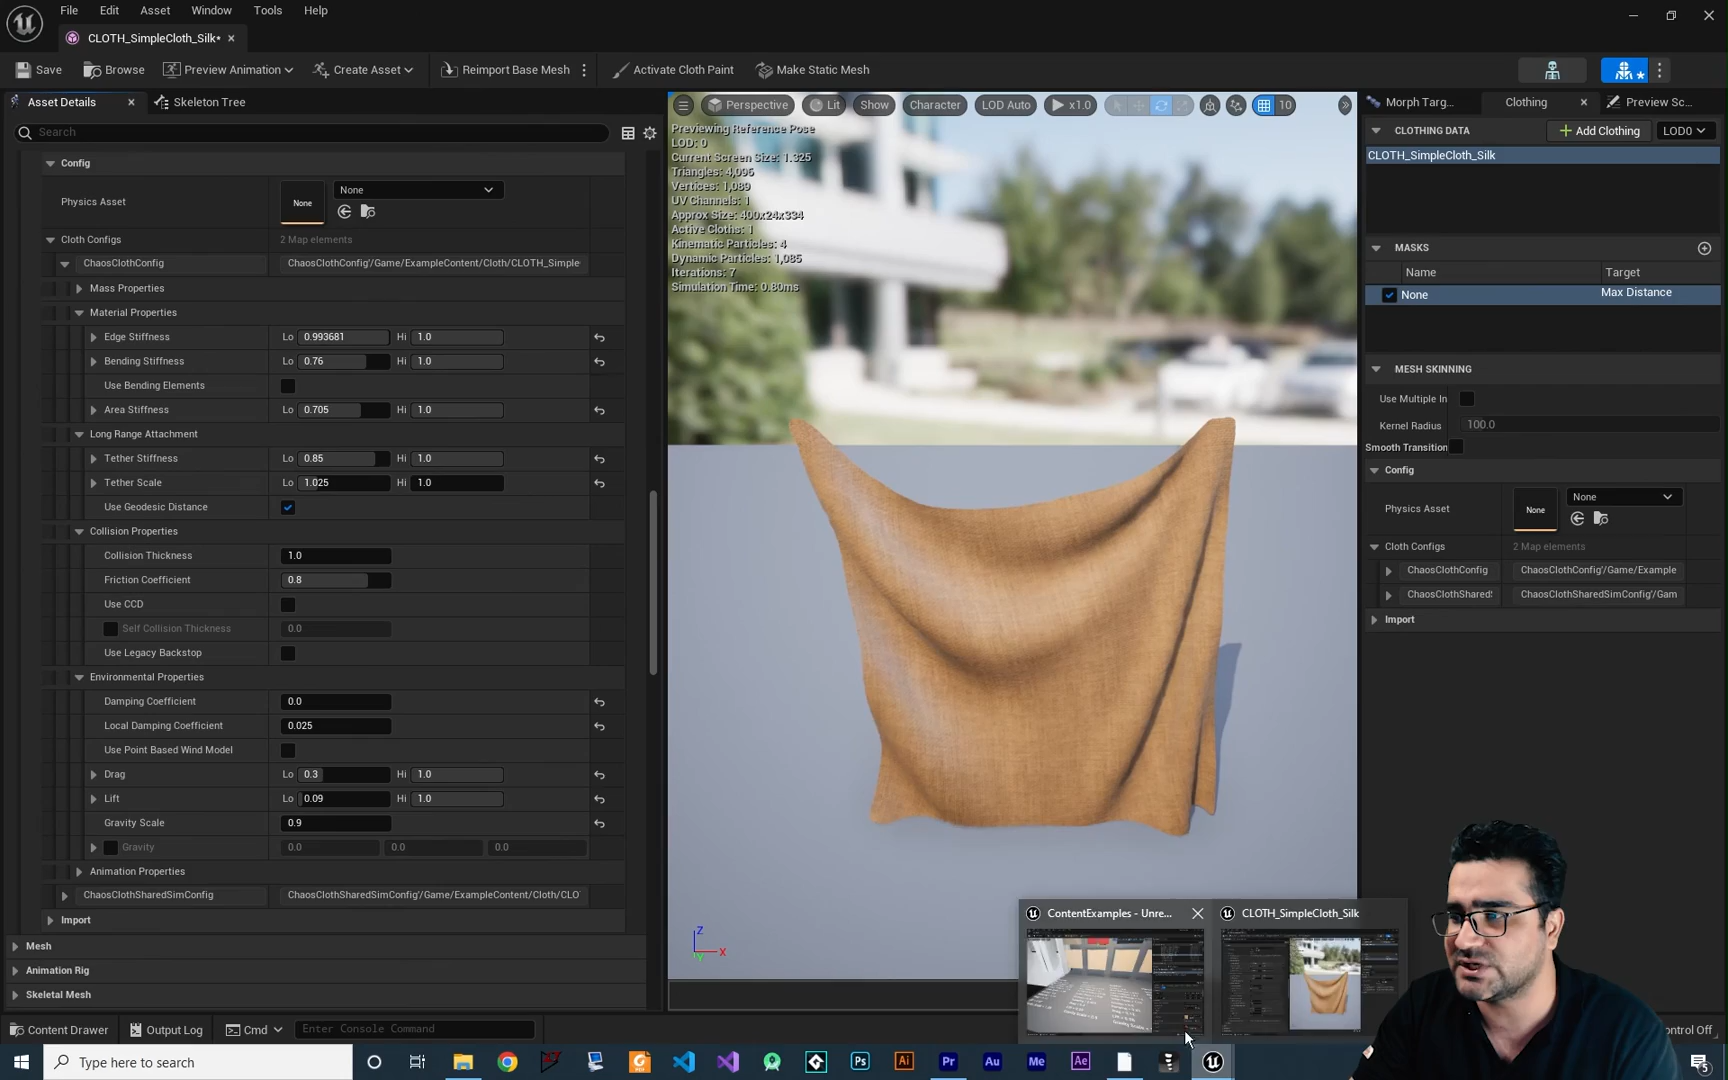 File Edit Asset Window Tools Help
CLOTH_SimpleCloth_Silk*
Save Browse Preview Animation Create Asset Reimport Base Mesh Activate Cloth Paint Make Static Mesh
Asset Details Skeleton Tree
Search
Config
Physics Asset None None
Cloth Configs 2 Map elements
ChaosClothConfig ChaosClothConfig'/Game/ExampleContent/Cloth/CLOTH_Simple
Mass Properties
Material Properties
Edge Stiffness Lo 0.993681 Hi 1.0
Bending Stiffness Lo 0.76 Hi 1.0
Use Bending Elements
Area Stiffness Lo 0.705 Hi 1.0
Long Range Attachment
Tether Stiffness Lo 0.85 Hi 1.0
Tether Scale Lo 1.025 Hi 1.0
Use Geodesic Distance
Collision Properties
Collision Thickness 1.0
Friction Coefficient 0.8
Use CCD
Self Collision Thickness 0.0
Use Legacy Backstop
Environmental Properties
Damping Coefficient 0.0
Local Damping Coefficient 0.025
Use Point Based Wind Model
Drag Lo 0.3 Hi 1.0
Lift Lo 0.09 Hi 1.0
Gravity Scale 0.9
Gravity 0.0 0.0 0.0
Animation Properties
ChaosClothSharedSimConfig ChaosClothSharedSimConfig'/Game/ExampleContent/Cloth/CLO
Import
Mesh
Animation Rig
Skeletal Mesh
Perspective Lit Show Character LOD Auto x1.0 10
Previewing Reference Pose
LOD: 0
Current Screen Size: 1.325
Triangles: 4,096
Vertices: 1,089
UV Channels: 1
Approx Size: 400x24x334
Active Cloths: 1
Kinematic Particles: 4
Dynamic Particles: 1,085
Iterations: 7
Simulation Time: 0.80ms
Z
X
Y
Morph Targ... Clothing Preview Sc...
CLOTHING DATA Add Clothing LOD0
CLOTH_SimpleCloth_Silk
MASKS
Name Target
None Max Distance
MESH SKINNING
Use Multiple In
Kernel Radius 100.0
Smooth Transition
Config
Physics Asset None None
Cloth Configs 2 Map elements
ChaosClothConfig ChaosClothConfig'/Game/Example
ChaosClothShared ChaosClothSharedSimConfig'/Gam
Import
ContentExamples - Unre... CLOTH_SimpleCloth_Silk
Content Drawer Output Log Cmd Enter Console Command
ontrol Off
Type here to search
Ps Ai Pr Au Me Ae
5